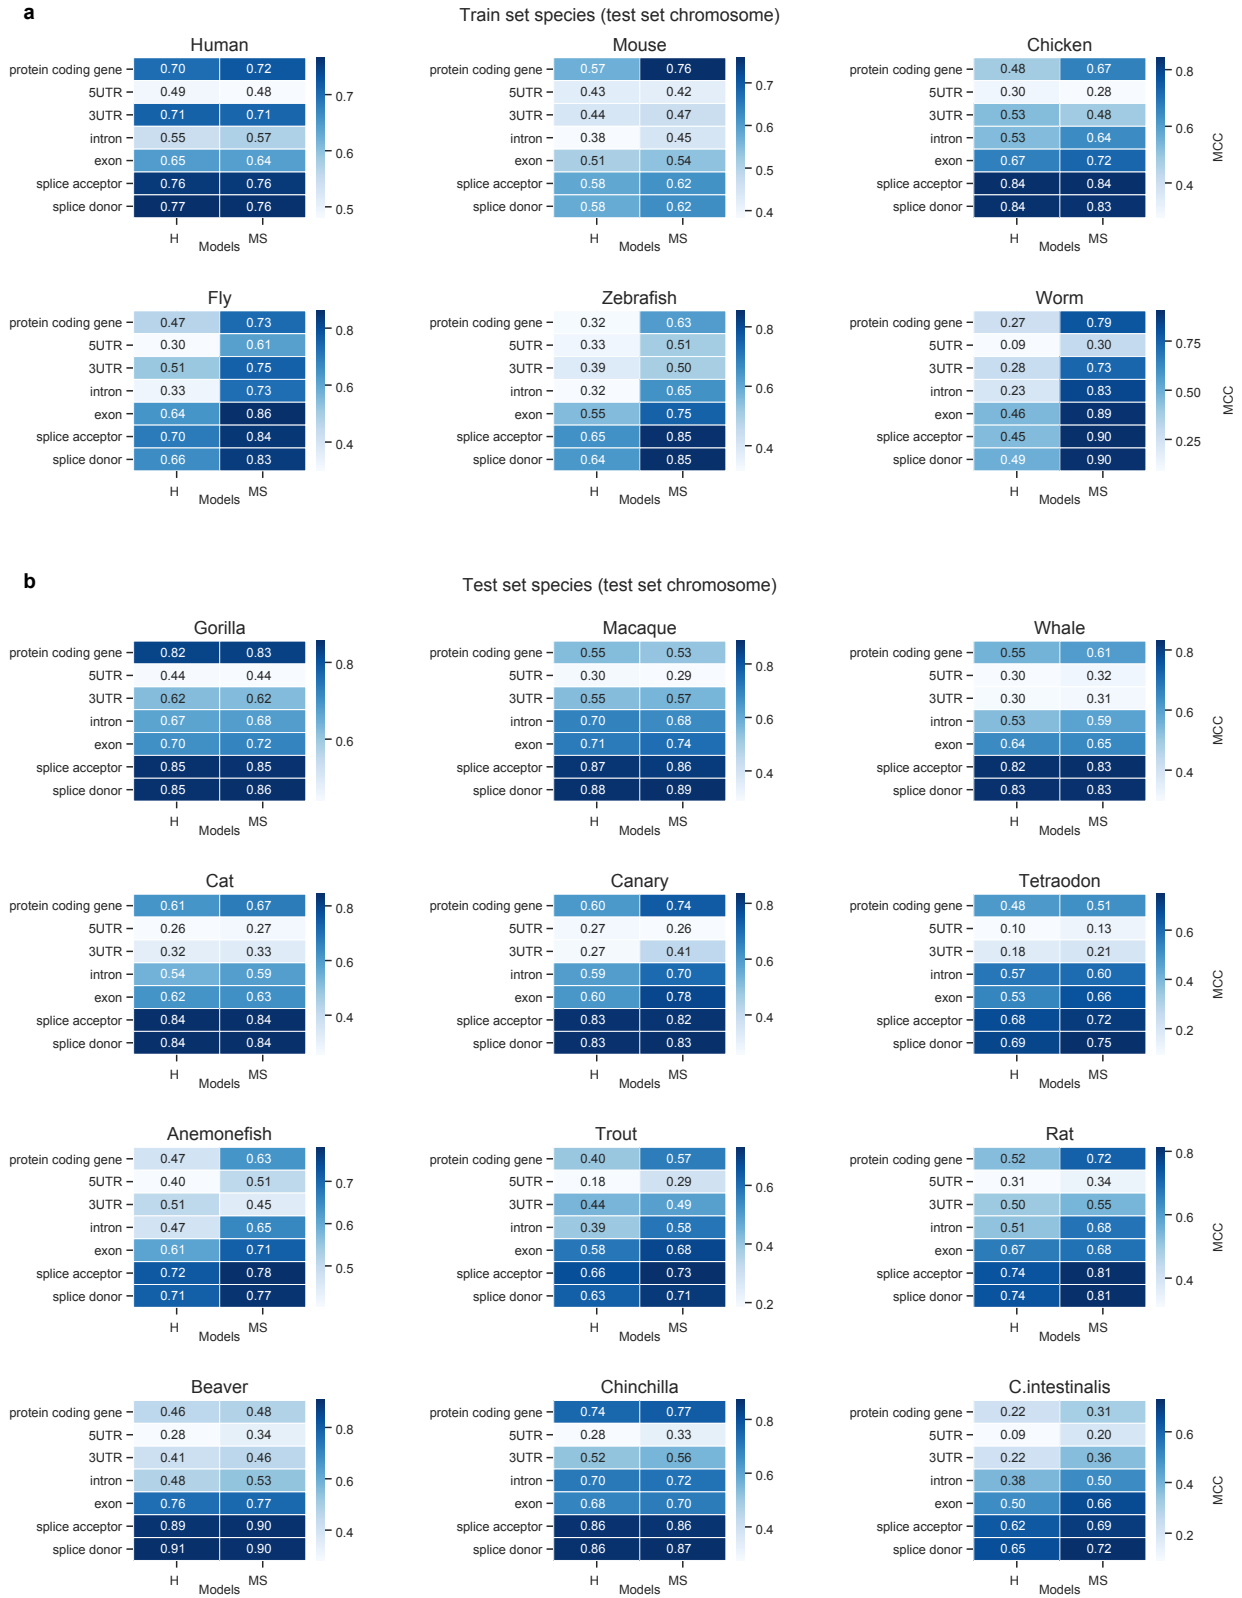 a
Train set species (test set chromosome)
Human
protein coding gene 0.70 0.72
5UTR 0.49 0.48 0.7
3UTR 0.71 0.71
intron 0.55 0.57 0.6
exon 0.65 0.64
splice acceptor 0.76 0.76
splice donor 0.77 0.76 0.5
H MS
Models
Mouse
protein coding gene 0.57 0.76 0.7
5UTR 0.43 0.42
3UTR 0.44 0.47 0.6
intron 0.38 0.45
exon 0.51 0.54 0.5
splice acceptor 0.58 0.62
splice donor 0.58 0.62 0.4
H MS
Models
Chicken
protein coding gene 0.48 0.67 0.8
5UTR 0.30 0.28
3UTR 0.53 0.48 0.6
intron 0.53 0.64
exon 0.67 0.72
splice acceptor 0.84 0.84 0.4
splice donor 0.84 0.83
H MS
Models
MCC
Fly
protein coding gene 0.47 0.73 0.8
5UTR 0.30 0.61
3UTR 0.51 0.75
intron 0.33 0.73 0.6
exon 0.64 0.86
splice acceptor 0.70 0.84 0.4
splice donor 0.66 0.83
H MS
Models
Zebrafish
protein coding gene 0.32 0.63 0.8
5UTR 0.33 0.51
3UTR 0.39 0.50
intron 0.32 0.65 0.6
exon 0.55 0.75
splice acceptor 0.65 0.85
splice donor 0.64 0.85 0.4
H MS
Models
Worm
protein coding gene 0.27 0.79
5UTR 0.09 0.30 0.75
3UTR 0.28 0.73
intron 0.23 0.83 0.50
exon 0.46 0.89
splice acceptor 0.45 0.90 0.25
splice donor 0.49 0.90
H MS
Models
MCC
b
Test set species (test set chromosome)
Gorilla
protein coding gene 0.82 0.83 0.8
5UTR 0.44 0.44
3UTR 0.62 0.62
intron 0.67 0.68
exon 0.70 0.72 0.6
splice acceptor 0.85 0.85
splice donor 0.85 0.86
H MS
Models
Macaque
protein coding gene 0.55 0.53 0.8
5UTR 0.30 0.29
3UTR 0.55 0.57 0.6
intron 0.70 0.68
exon 0.71 0.74
splice acceptor 0.87 0.86 0.4
splice donor 0.88 0.89
H MS
Models
Whale
protein coding gene 0.55 0.61 0.8
5UTR 0.30 0.32
3UTR 0.30 0.31 0.6
intron 0.53 0.59
exon 0.64 0.65
splice acceptor 0.82 0.83 0.4
splice donor 0.83 0.83
H MS
Models
MCC
Cat
protein coding gene 0.61 0.67 0.8
5UTR 0.26 0.27
3UTR 0.32 0.33 0.6
intron 0.54 0.59
exon 0.62 0.63
splice acceptor 0.84 0.84 0.4
splice donor 0.84 0.84
H MS
Models
Canary
protein coding gene 0.60 0.74 0.8
5UTR 0.27 0.26
3UTR 0.27 0.41 0.6
intron 0.59 0.70
exon 0.60 0.78
splice acceptor 0.83 0.82 0.4
splice donor 0.83 0.83
H MS
Models
Tetraodon
protein coding gene 0.48 0.51
5UTR 0.10 0.13 0.6
3UTR 0.18 0.21
intron 0.57 0.60 0.4
exon 0.53 0.66
splice acceptor 0.68 0.72 0.2
splice donor 0.69 0.75
H MS
Models
MCC
Anemonefish
protein coding gene 0.47 0.63
5UTR 0.40 0.51 0.7
3UTR 0.51 0.45
intron 0.47 0.65 0.6
exon 0.61 0.71
splice acceptor 0.72 0.78 0.5
splice donor 0.71 0.77
H MS
Models
Trout
protein coding gene 0.40 0.57
5UTR 0.18 0.29 0.6
3UTR 0.44 0.49
intron 0.39 0.58 0.4
exon 0.58 0.68
splice acceptor 0.66 0.73
splice donor 0.63 0.71 0.2
H MS
Models
Rat
protein coding gene 0.52 0.72 0.8
5UTR 0.31 0.34
3UTR 0.50 0.55 0.6
intron 0.51 0.68
exon 0.67 0.68
splice acceptor 0.74 0.81 0.4
splice donor 0.74 0.81
H MS
Models
MCC
Beaver
protein coding gene 0.46 0.48 0.8
5UTR 0.28 0.34
3UTR 0.41 0.46
intron 0.48 0.53 0.6
exon 0.76 0.77
splice acceptor 0.89 0.90 0.4
splice donor 0.91 0.90
H MS
Models
Chinchilla
protein coding gene 0.74 0.77 0.8
5UTR 0.28 0.33
3UTR 0.52 0.56 0.6
intron 0.70 0.72
exon 0.68 0.70
splice acceptor 0.86 0.86 0.4
splice donor 0.86 0.87
H MS
Models
C.intestinalis
protein coding gene 0.22 0.31
5UTR 0.09 0.20 0.6
3UTR 0.22 0.36
intron 0.38 0.50 0.4
exon 0.50 0.66
splice acceptor 0.62 0.69 0.2
splice donor 0.65 0.72
H MS
Models
MCC